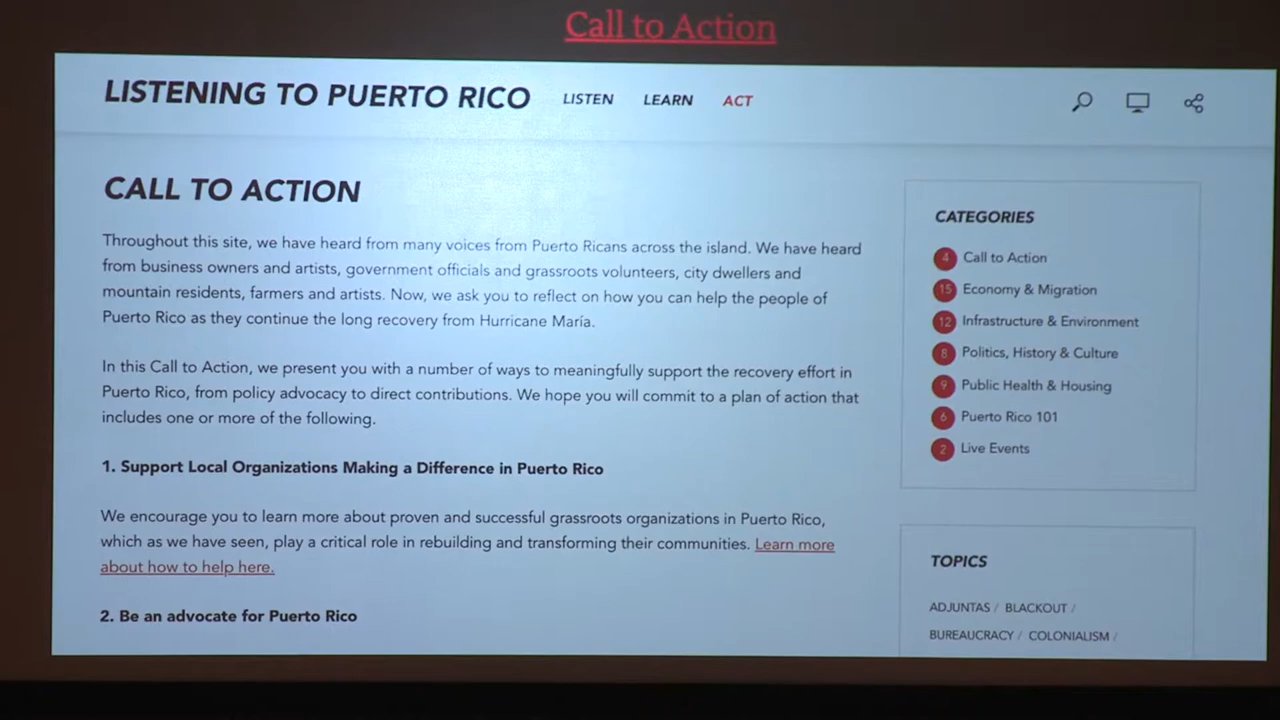 Call to Action
LISTENING TO PUERTO RICO
LISTEN LEARN ACT
CALL TO ACTION
Throughout this site, we have heard from many voices from Puerto Ricans across the island. We have heard
from business owners and artists, government officials and grassroots volunteers, city dwellers and
mountain residents, farmers and artists. Now, we ask you to reflect on how you can help the people of
Puerto Rico as they continue the long recovery from Hurricane María.
In this Call to Action, we present you with a number of ways to meaningfully support the recovery effort in
Puerto Rico, from policy advocacy to direct contributions. We hope you will commit to a plan of action that
includes one or more of the following.
1. Support Local Organizations Making a Difference in Puerto Rico
We encourage you to learn more about proven and successful grassroots organizations in Puerto Rico,
which as we have seen, play a critical role in rebuilding and transforming their communities. Learn more
about how to help here.
2. Be an advocate for Puerto Rico
CATEGORIES
4 Call to Action
15 Economy & Migration
12 Infrastructure & Environment
8 Politics, History & Culture
9 Public Health & Housing
6 Puerto Rico 101
2 Live Events
TOPICS
ADJUNTAS / BLACKOUT /
BUREAUCRACY / COLONIALISM /